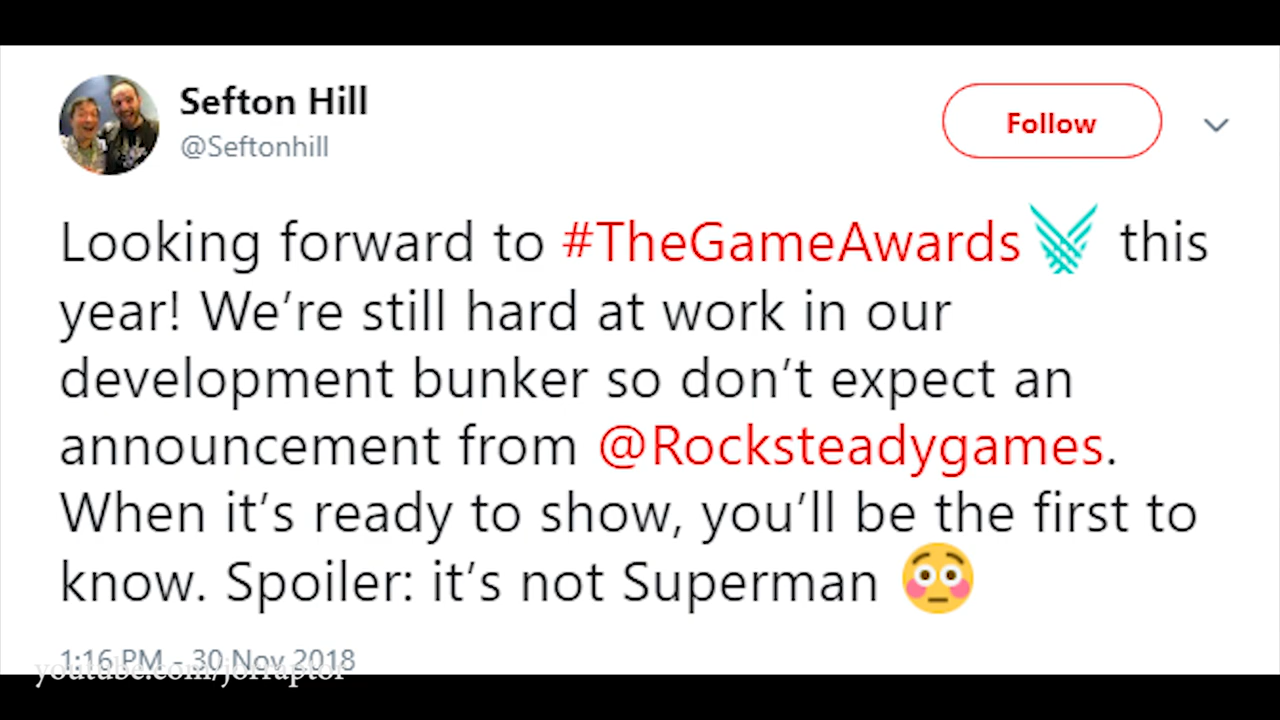 Sefton Hill
@Seftonhill
Follow
Looking forward to #TheGameAwards this
year! We’re still hard at work in our
development bunker so don’t expect an
announcement from @Rocksteadygames.
When it’s ready to show, you’ll be the first to
know. Spoiler: it’s not Superman 😳
1:16 PM - 30 Nov 2018
youtube.com/jorraptor